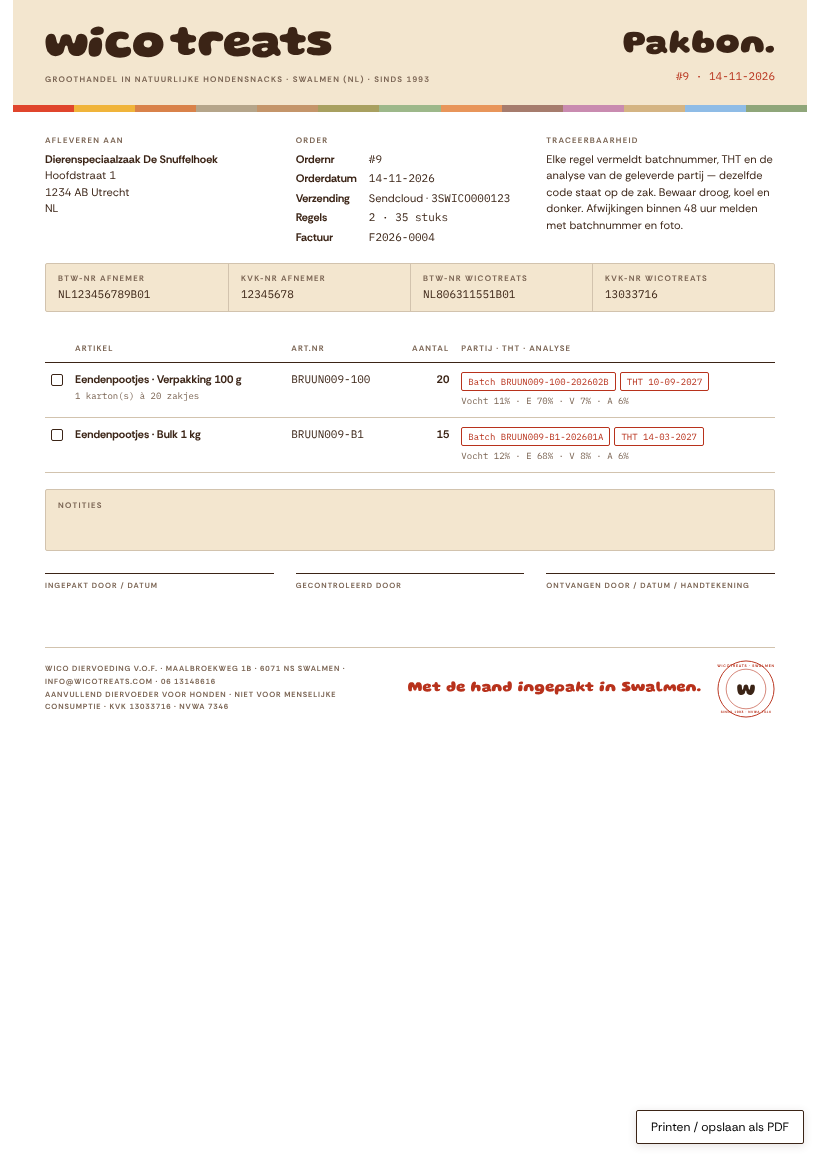 wico treats
GROOTHANDEL IN NATUURLIJKE HONDENSNACKS · SWALMEN (NL) · SINDS 1993
Pakbon.
#9 · 14-11-2026
AFLEVEREN AAN
Dierenspeciaalzaak De Snuffelhoek
Hoofdstraat 1
1234 AB Utrecht
NL
ORDER
Ordernr #9
Orderdatum 14-11-2026
Verzending Sendcloud · 3SWICO000123
Regels 2 · 35 stuks
Factuur F2026-0004
TRACEERBAARHEID
Elke regel vermeldt batchnummer, THT en de
analyse van de geleverde partij — dezelfde
code staat op de zak. Bewaar droog, koel en
donker. Afwijkingen binnen 48 uur melden
met batchnummer en foto.
BTW-NR AFNEMER
NL123456789B01
KVK-NR AFNEMER
12345678
BTW-NR WICOTREATS
NL806311551B01
KVK-NR WICOTREATS
13033716
ARTIKEL ART.NR AANTAL PARTIJ · THT · ANALYSE
Eendenpootjes · Verpakking 100 g BRUUN009-100 20 Batch BRUUN009-100-202602B THT 10-09-2027
1 karton(s) à 20 zakjes Vocht 11% · E 70% · V 7% · A 6%
Eendenpootjes · Bulk 1 kg BRUUN009-B1 15 Batch BRUUN009-B1-202601A THT 14-03-2027
Vocht 12% · E 68% · V 8% · A 6%
NOTITIES
INGEPAKT DOOR / DATUM
GECONTROLEERD DOOR
ONTVANGEN DOOR / DATUM / HANDTEKENING
WICO DIERVOEDING V.O.F. · MAALBROEKWEG 1B · 6071 NS SWALMEN ·
INFO@WICOTREATS.COM · 06 13148616
AANVULLEND DIERVOEDER VOOR HONDEN · NIET VOOR MENSELIJKE
CONSUMPTIE · KVK 13033716 · NVWA 7346
Met de hand ingepakt in Swalmen.
WICOTREATS · SWALMEN
w
Printen / opslaan als PDF